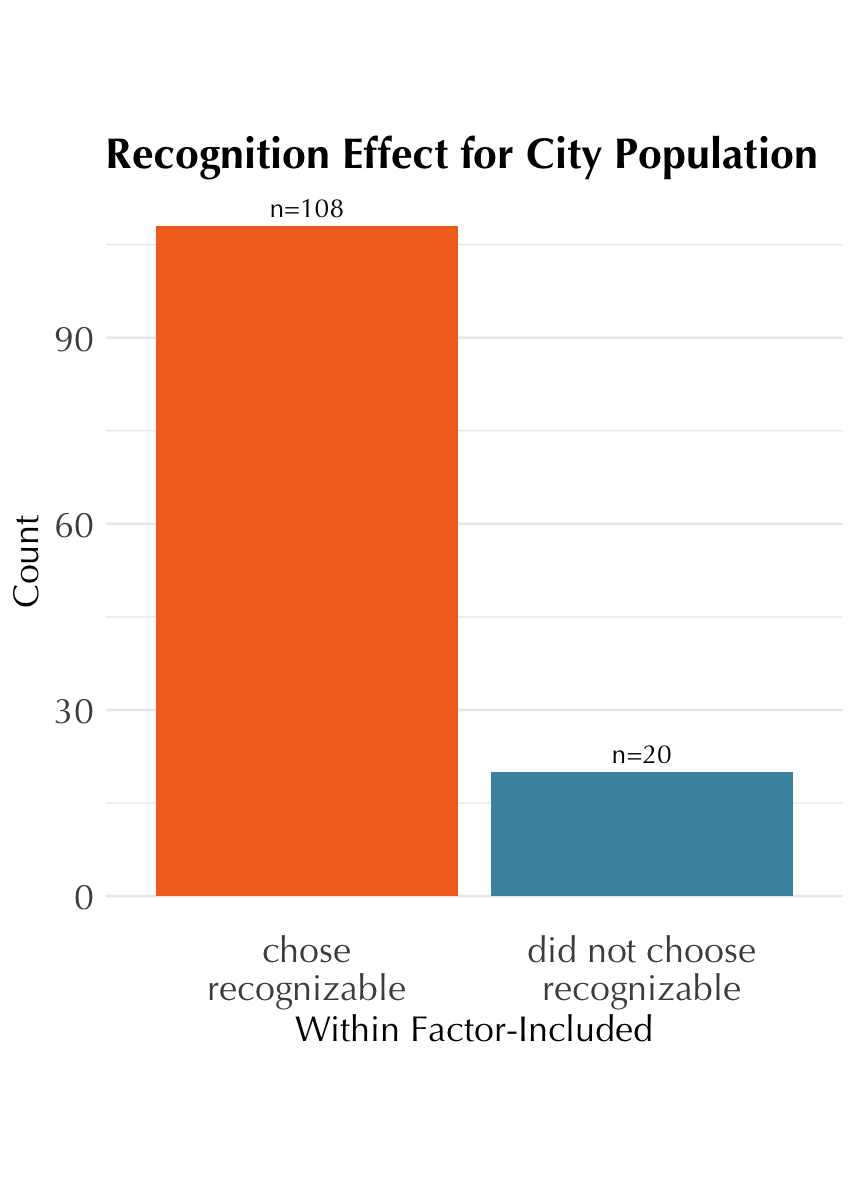 Recognition Effect for City Population
n=108
90
Count
60
30
n=20
0
chose
recognizable
did not choose
recognizable
Within Factor-Included